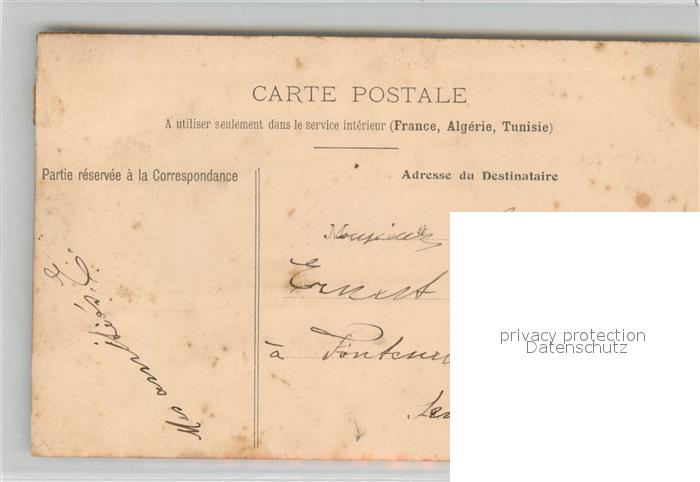 CARTE POSTALE
A utiliser seulement dans le service intérieur (France, Algérie, Tunisie)
Partie réservée à la Correspondance
Adresse du Destinataire
Monsieur
Ernest
à
privacy protection
Datenschutz